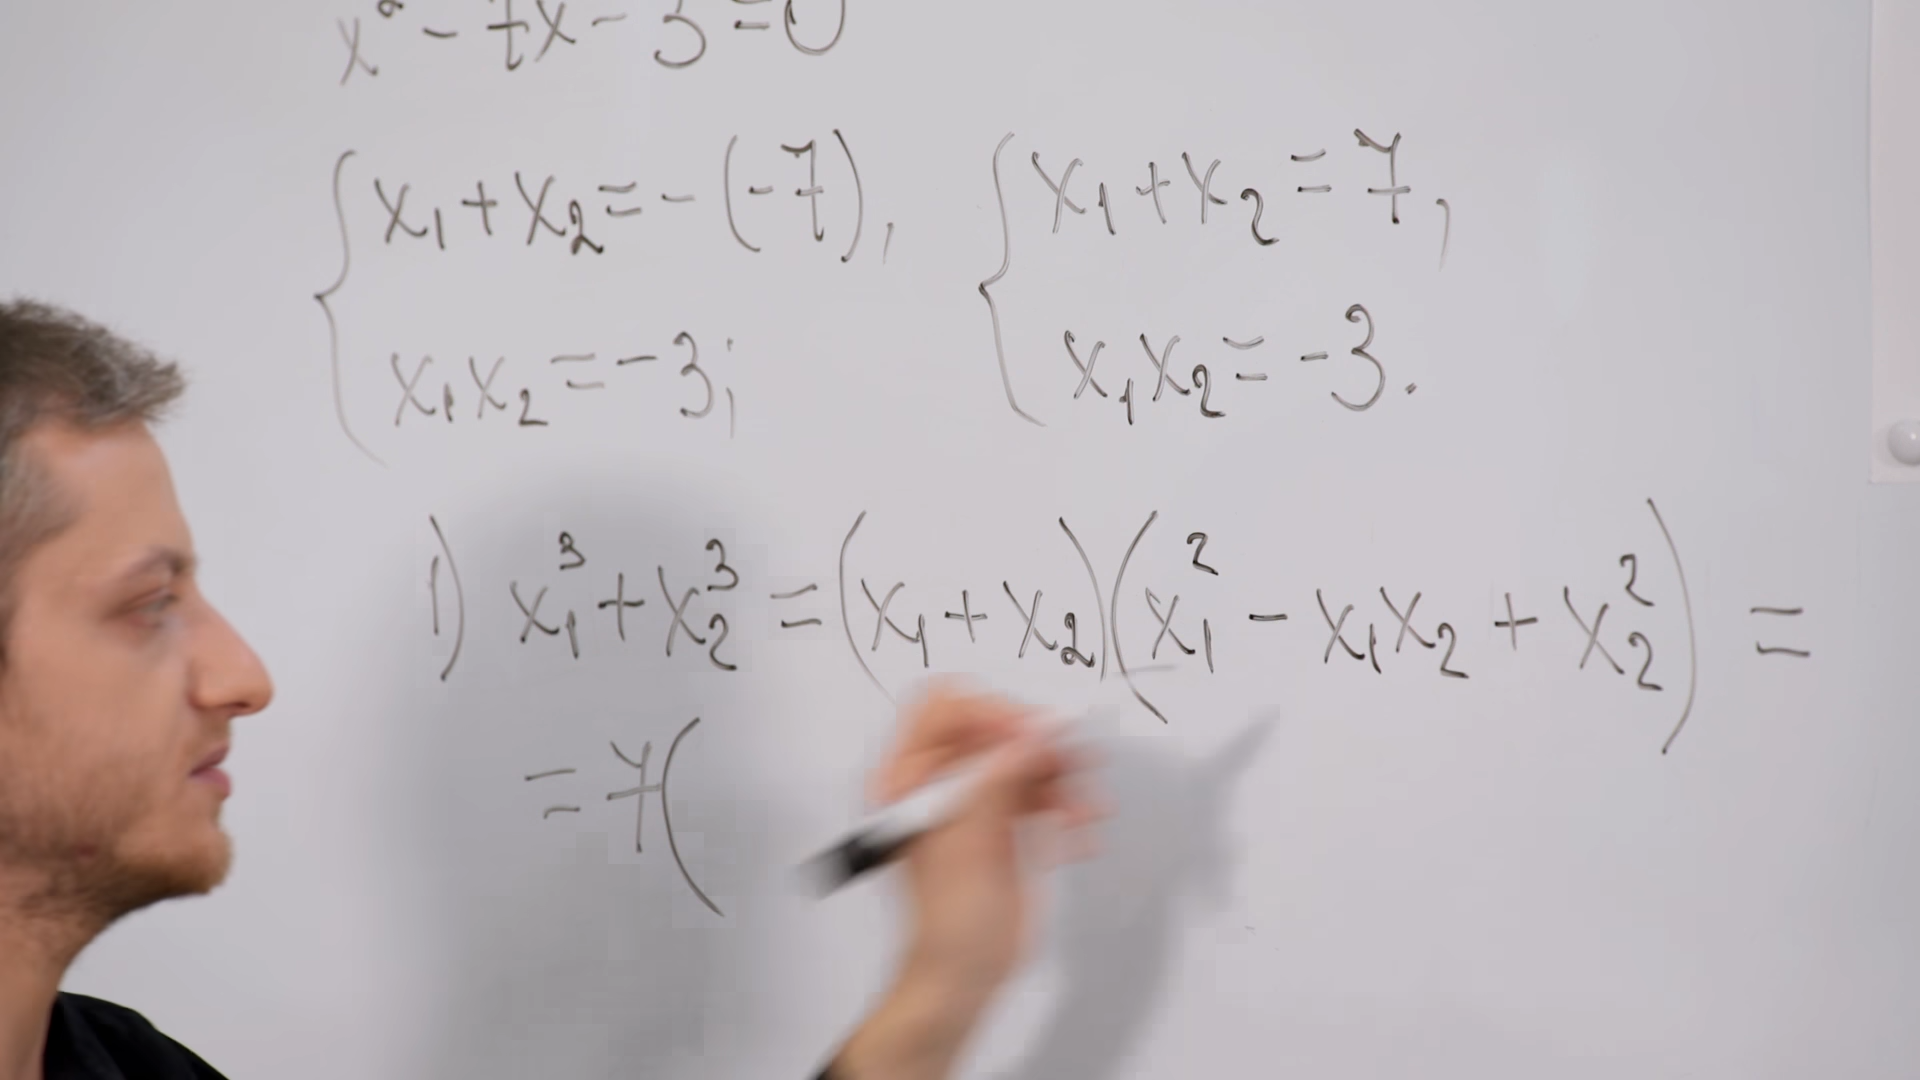 x² - 7x - 3 = 0
{ x₁ + x₂ = - (-7), { x₁ + x₂ = 7,
x₁x₂ = -3; x₁x₂ = -3.
1) x₁³ + x₂³ = (x₁ + x₂)(x₁² - x₁x₂ + x₂²) =
= 7(